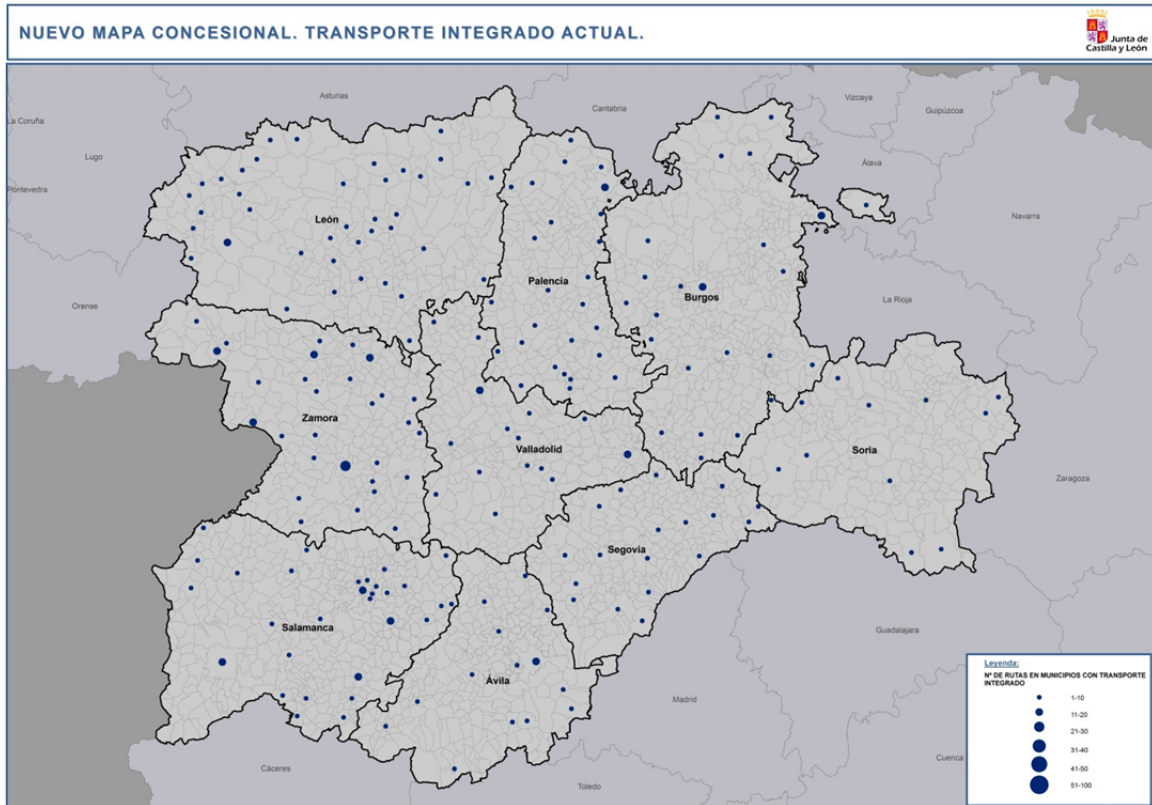 NUEVO MAPA CONCESIONAL. TRANSPORTE INTEGRADO ACTUAL.
Junta de
Castilla y León
Asturias
Cantabria
Vizcaya
Guipúzcoa
La Coruña
Lugo
Álava
Pontevedra
León
Navarra
Palencia
Burgos
La Rioja
Orense
Zamora
Valladolid
Soria
Zaragoza
Segovia
Salamanca
Guadalajara
Ávila
Madrid
Cáceres
Toledo
Cuenca
Leyenda:
Nº DE RUTAS EN MUNICIPIOS CON TRANSPORTE
INTEGRADO
1-10
11-20
21-30
31-40
41-50
51-100